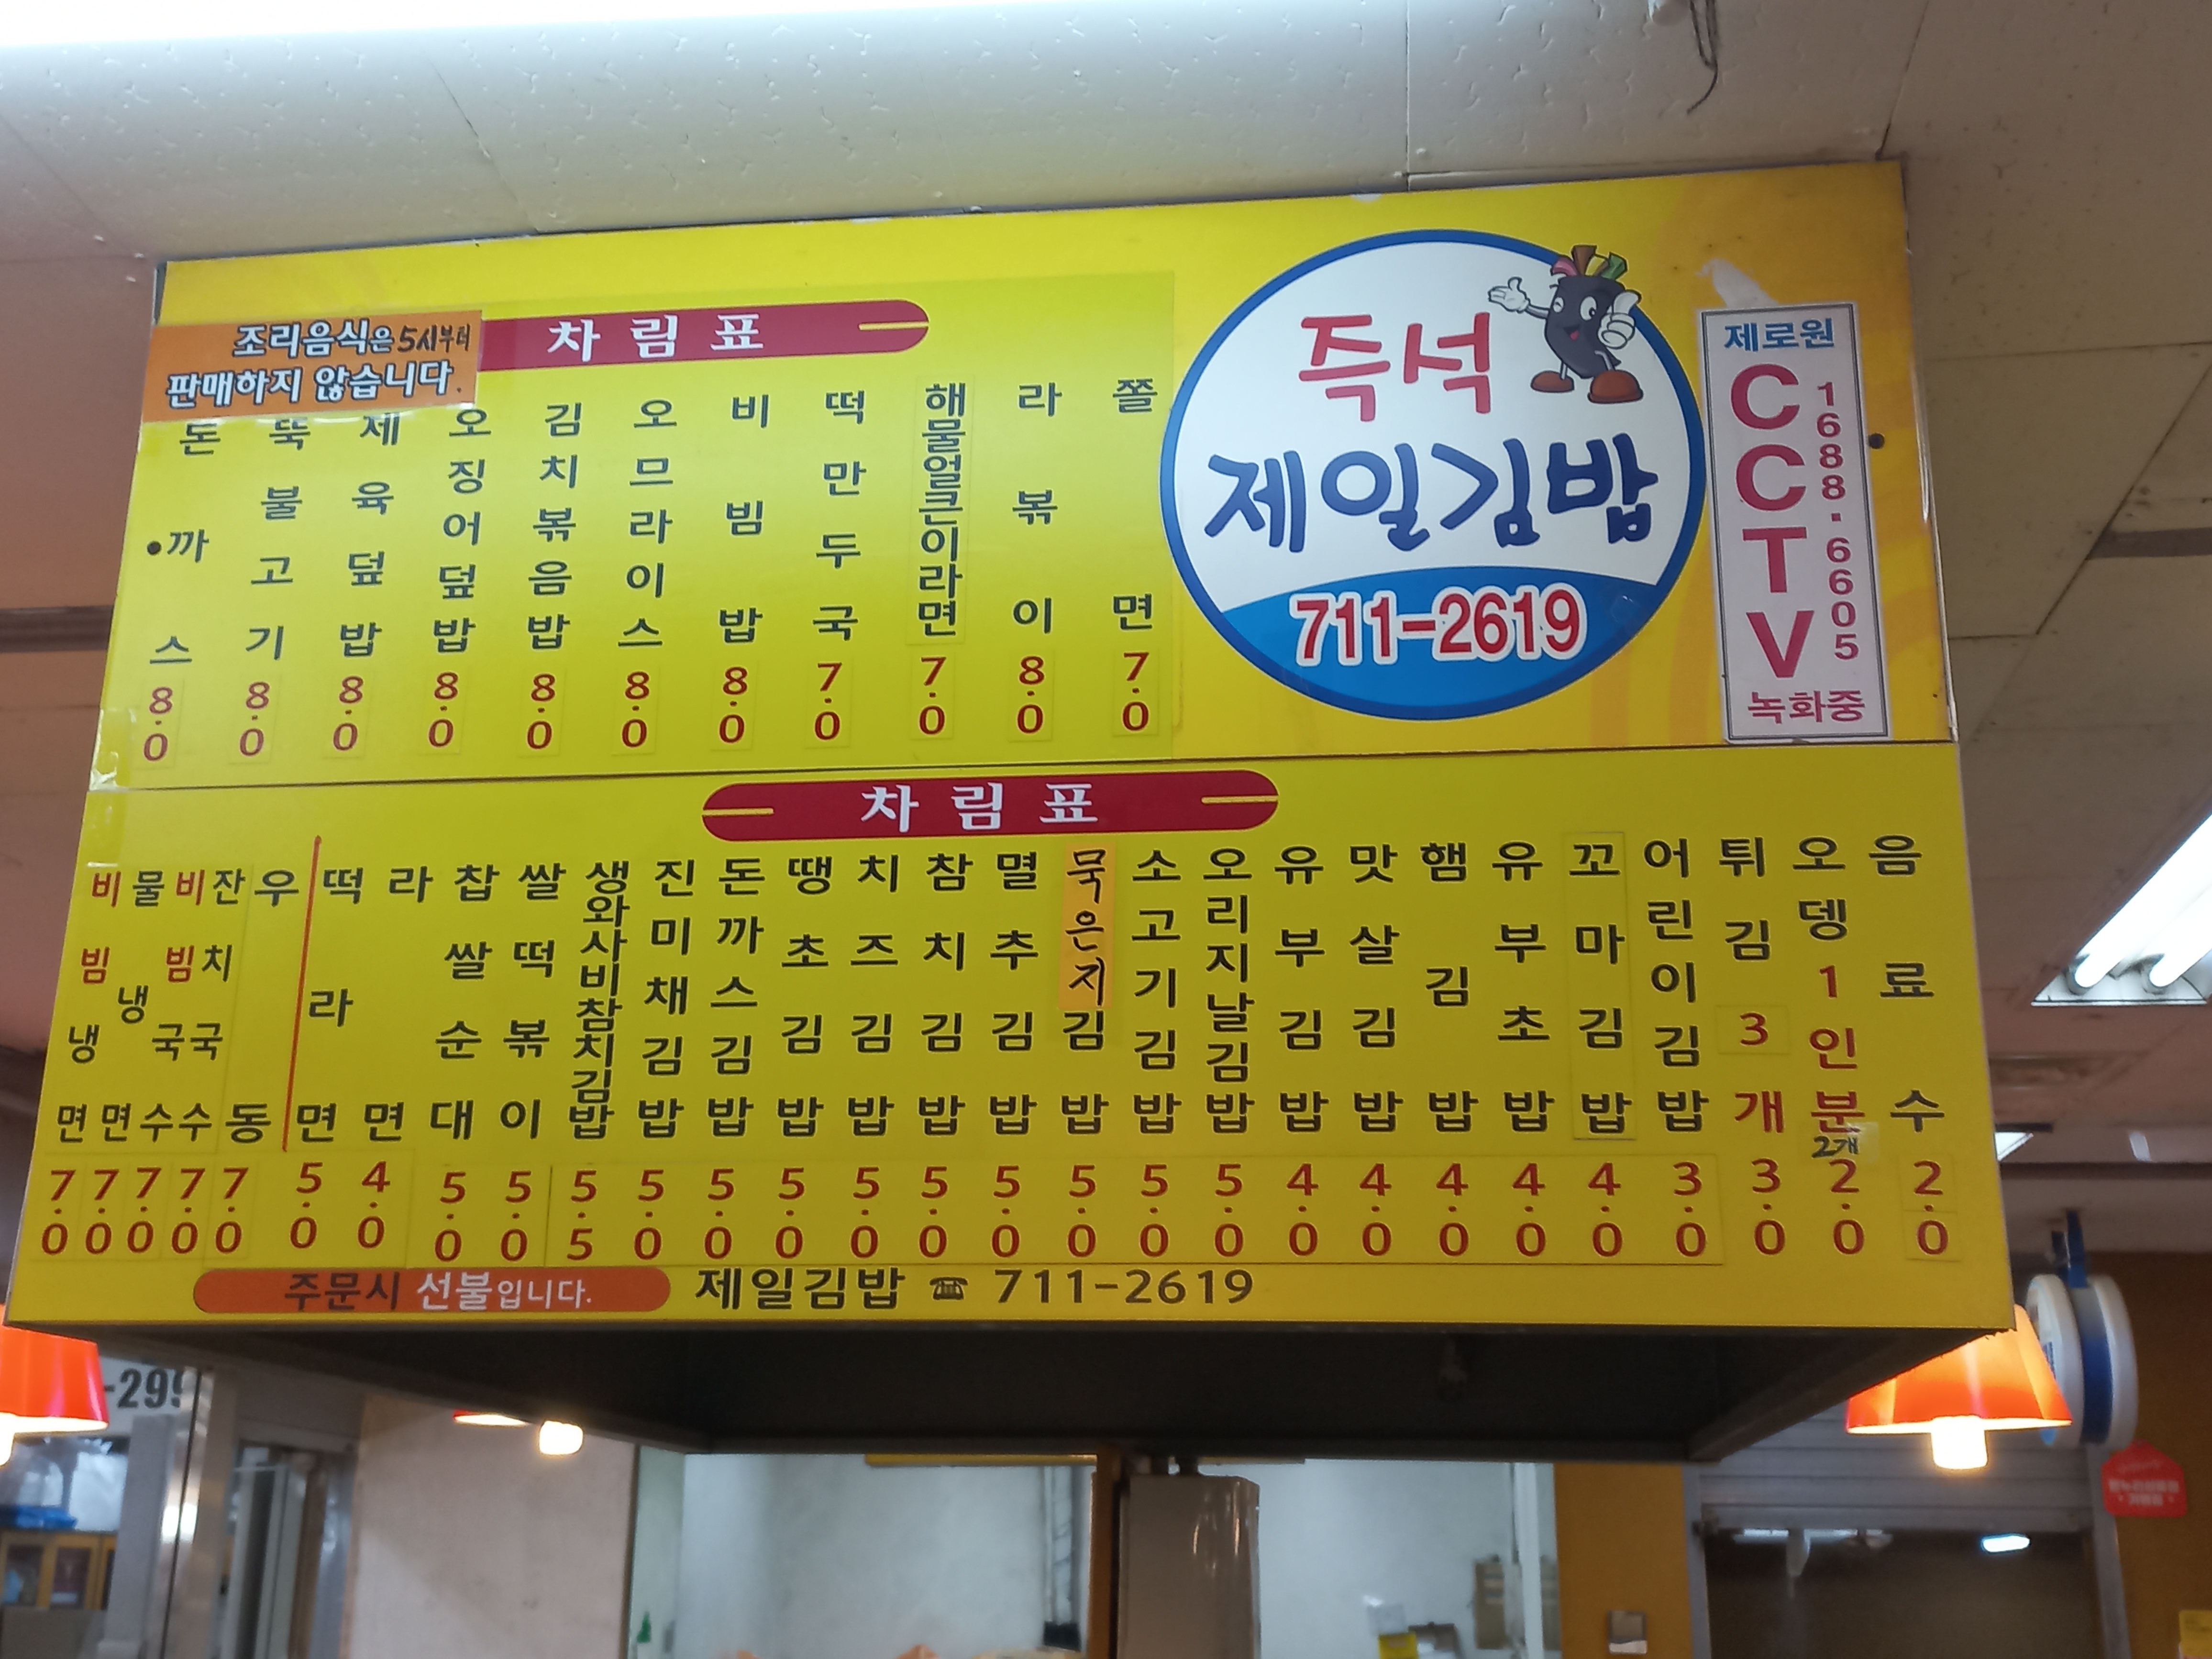 조리음식은 5시부터
판매하지 않습니다.
차림표
돈까스 8.0
뚝불고기 8.0
제육덮밥 8.0
오징어덮밥 8.0
김치볶음밥 8.0
오므라이스 8.0
비빔밥 8.0
떡만두국 7.0
해물얼큰이라면 7.0
라볶이 8.0
쫄면 7.0
즉석
제일김밥
711-2619
제로원
CCTV
1688.6605
녹화중
차림표
비빔냉면 7.0
물냉면 7.0
비빔국수 7.0
잔치국수 7.0
우동 7.0
떡라면 5.0
라면 4.0
찹쌀순대 5.0
쌀떡볶이 5.0
생와사비참치김밥 5.5
진미채김밥 5.0
돈까스김밥 5.0
땡초김밥 5.0
치즈김밥 5.0
참치김밥 5.0
멸추김밥 5.0
묵은지김밥 5.0
소고기김밥 5.0
오리지날김밥 5.0
유부김밥 4.0
맛살김밥 4.0
햄김밥 4.0
유부초밥 4.0
꼬마김밥 4.0
어린이김밥 3.0
튀김3개 3.0
오뎅1인분 2개 2.0
음료수 2.0
주문시 선불입니다.
제일김밥 ☎ 711-2619
-299